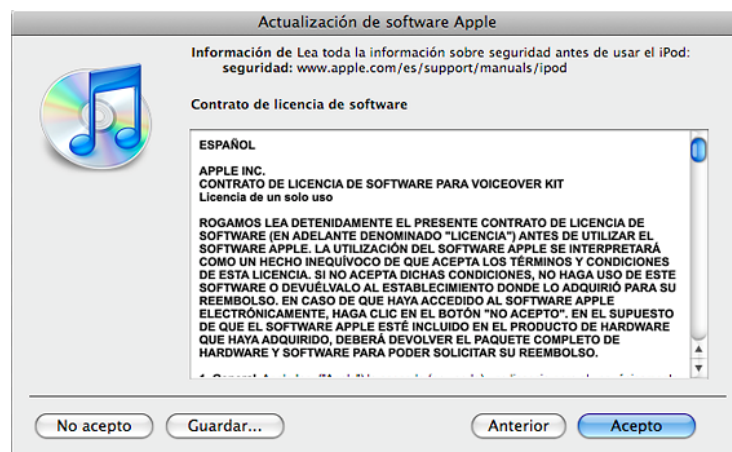 Actualización de software Apple
Información de Lea toda la información sobre seguridad antes de usar el iPod:
seguridad: www.apple.com/es/support/manuals/ipod
Contrato de licencia de software
ESPAÑOL
APPLE INC.
CONTRATO DE LICENCIA DE SOFTWARE PARA VOICEOVER KIT
Licencia de un solo uso
ROGAMOS LEA DETENIDAMENTE EL PRESENTE CONTRATO DE LICENCIA DE
SOFTWARE (EN ADELANTE DENOMINADO "LICENCIA") ANTES DE UTILIZAR EL
SOFTWARE APPLE. LA UTILIZACIÓN DEL SOFTWARE APPLE SE INTERPRETARÁ
COMO UN HECHO INEQUÍVOCO DE QUE ACEPTA LOS TÉRMINOS Y CONDICIONES
DE ESTA LICENCIA. SI NO ACEPTA DICHAS CONDICIONES, NO HAGA USO DE ESTE
SOFTWARE O DEVUÉLVALO AL ESTABLECIMIENTO DONDE LO ADQUIRIÓ PARA SU
REEMBOLSO. EN CASO DE QUE HAYA ACCEDIDO AL SOFTWARE APPLE
ELECTRÓNICAMENTE, HAGA CLIC EN EL BOTÓN "NO ACEPTO". EN EL SUPUESTO
DE QUE EL SOFTWARE APPLE ESTÉ INCLUIDO EN EL PRODUCTO DE HARDWARE
QUE HAYA ADQUIRIDO, DEBERÁ DEVOLVER EL PAQUETE COMPLETO DE
HARDWARE Y SOFTWARE PARA PODER SOLICITAR SU REEMBOLSO.
No acepto Guardar... Anterior Acepto